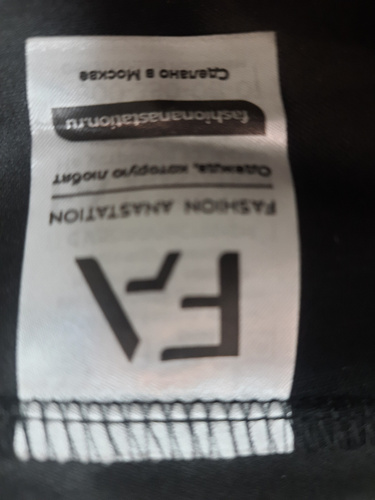 FA
FASHION ANASTATION
Одежда, которую любят
fashionanastation.ru
Сделано в Москве